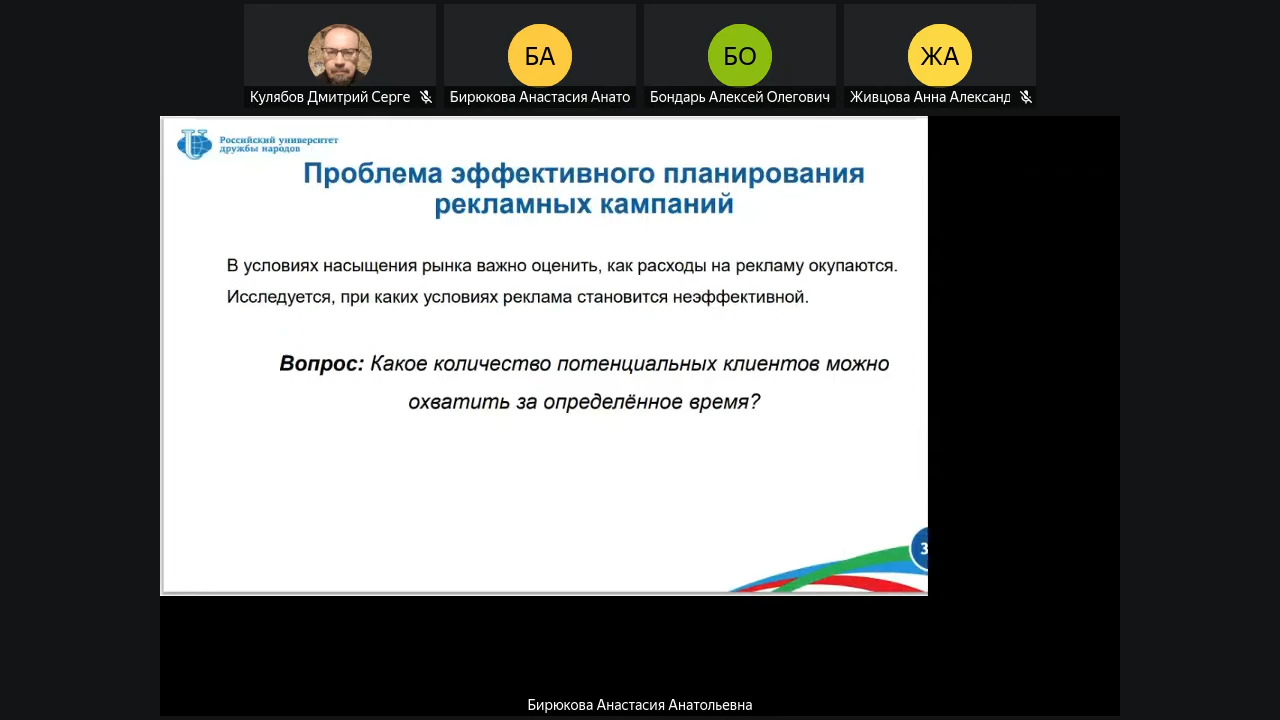 БА
БО
ЖА
Кулябов Дмитрий Серге
Бирюкова Анастасия Анато
Бондарь Алексей Олегович
Живцова Анна Александ
Российский университет
дружбы народов
Проблема эффективного планирования
рекламных кампаний
В условиях насыщения рынка важно оценить, как расходы на рекламу окупаются.
Исследуется, при каких условиях реклама становится неэффективной.
Вопрос: Какое количество потенциальных клиентов можно
охватить за определённое время?
3
Бирюкова Анастасия Анатольевна